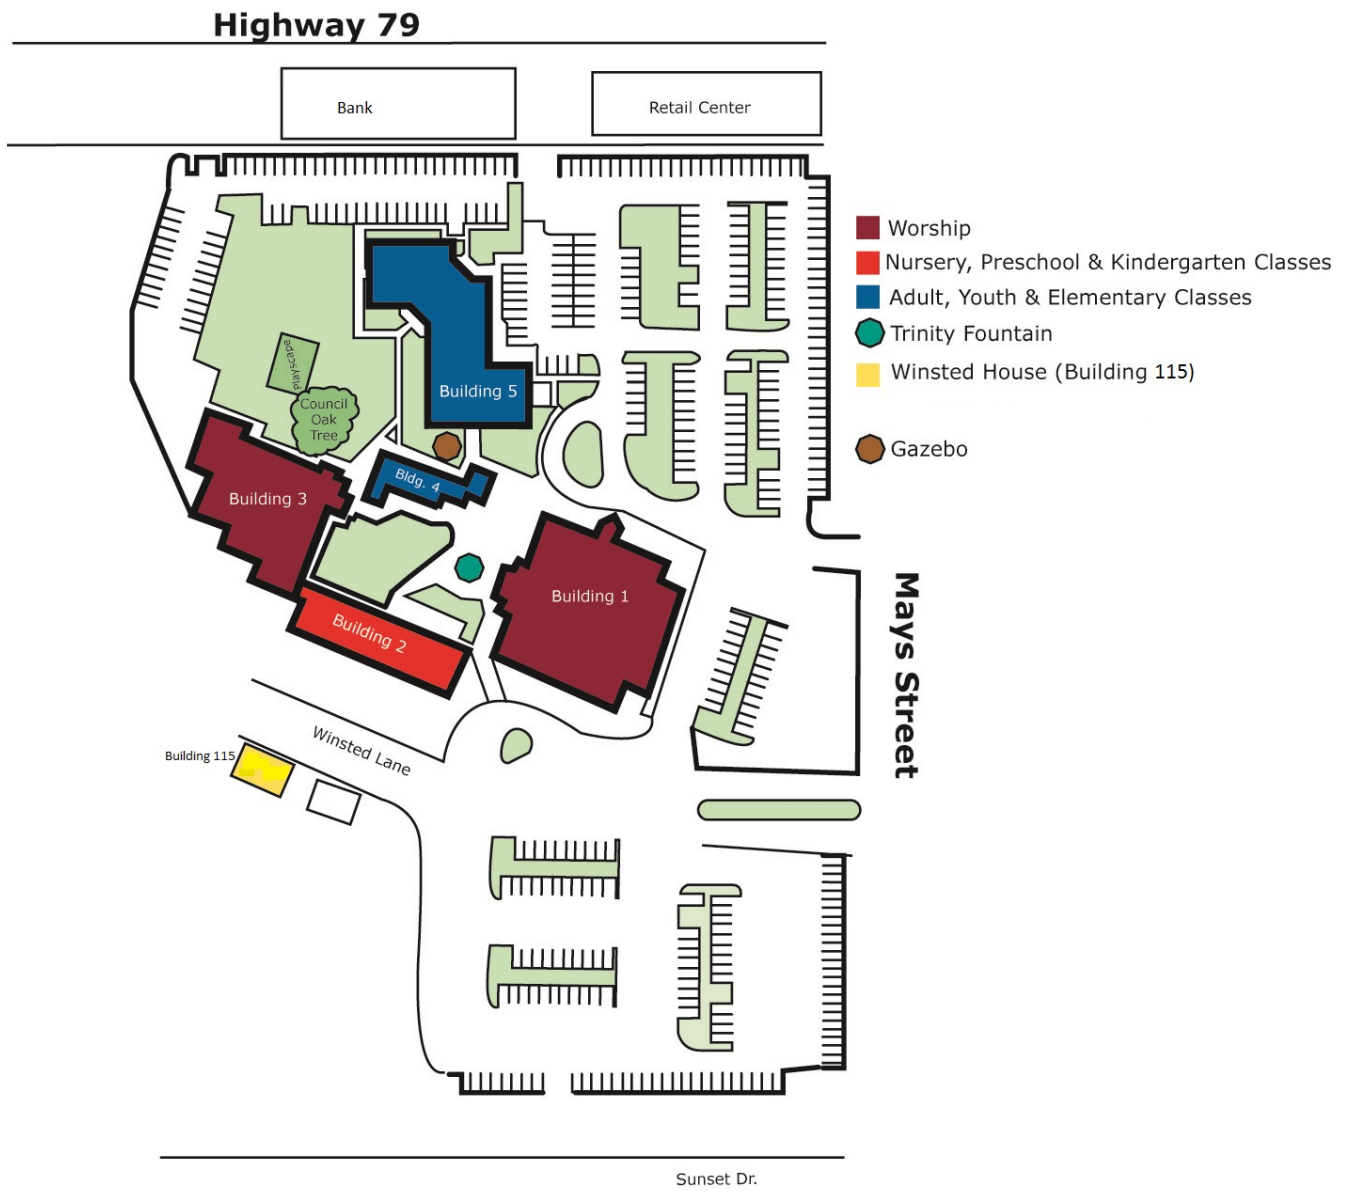 Highway 79
Bank
Retail Center
Worship
Nursery, Preschool & Kindergarten Classes
Adult, Youth & Elementary Classes
Trinity Fountain
Winsted House (Building 115)
Gazebo
Playscape
Council
Oak
Tree
Building 5
Bldg. 4
Building 3
Building 1
Building 2
Mays Street
Winsted Lane
Building 115
Sunset Dr.